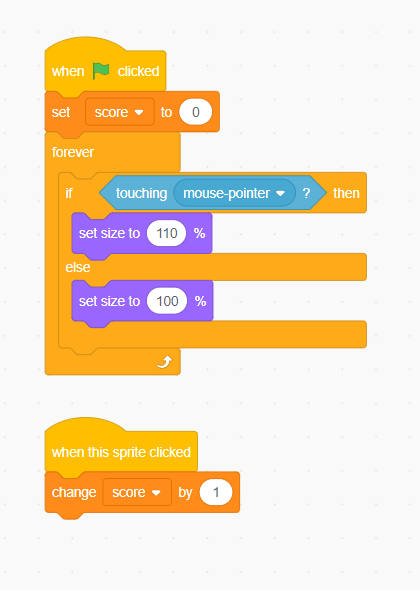 when clicked
set score to 0
forever
if touching mouse-pointer ? then
set size to 110 %
else
set size to 100 %
when this sprite clicked
change score by 1